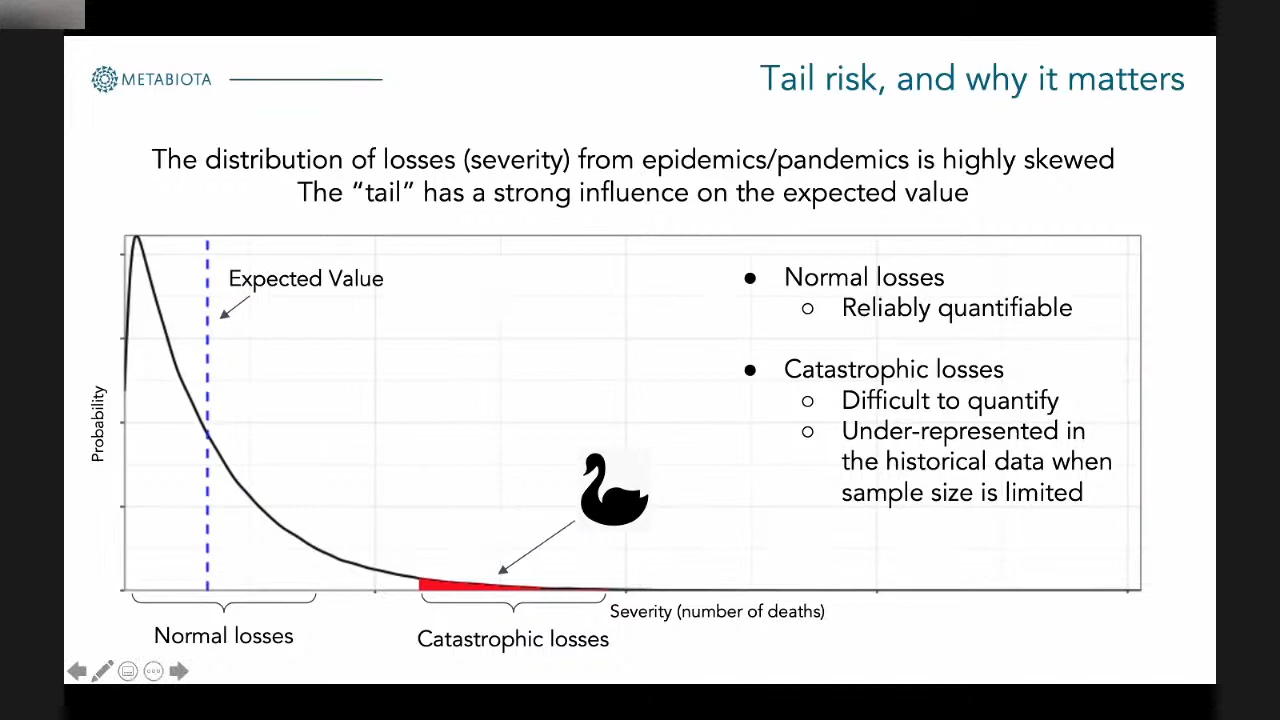 METABIOTA
Tail risk, and why it matters
The distribution of losses (severity) from epidemics/pandemics is highly skewed
The “tail” has a strong influence on the expected value
Expected Value
● Normal losses
○ Reliably quantifiable
● Catastrophic losses
○ Difficult to quantify
○ Under-represented in
the historical data when
sample size is limited
Probability
Severity (number of deaths)
Normal losses
Catastrophic losses